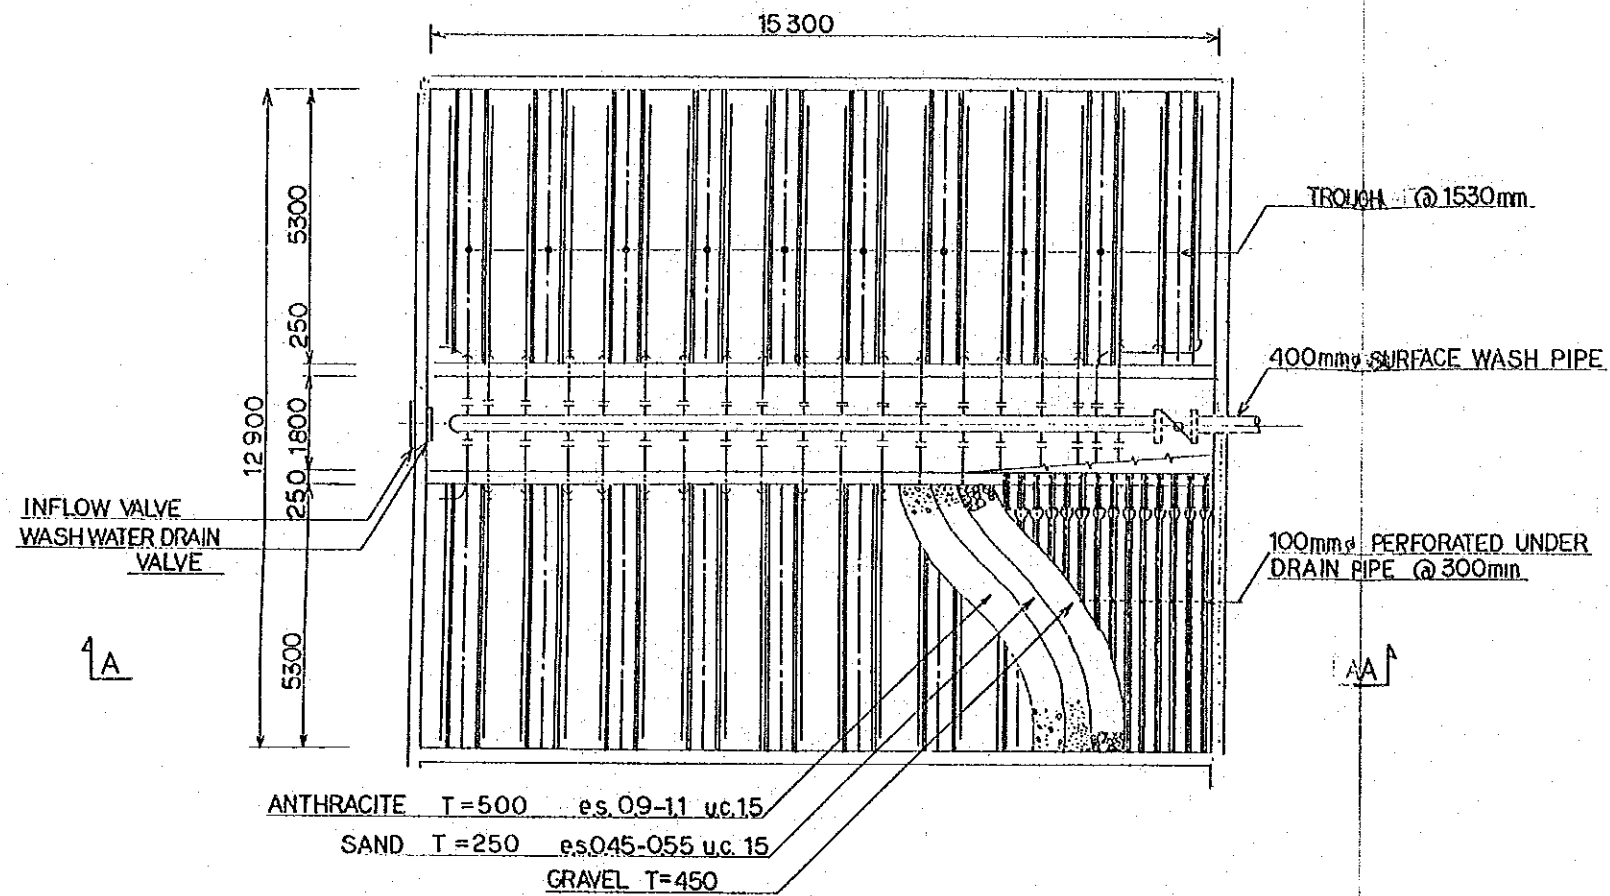 15 300
5300
250
1800
250
5300
12 900
TROUGH @ 1530mm
400mmφ SURFACE WASH PIPE
INFLOW VALVE
WASH WATER DRAIN
VALVE
100mmφ PERFORATED UNDER
DRAIN PIPE @ 300mm
A
A
ANTHRACITE T=500 e.s. 0.9-1.1 u.c. 1.5
SAND T=250 e.s. 0.45-0.55 u.c. 1.5
GRAVEL T=450